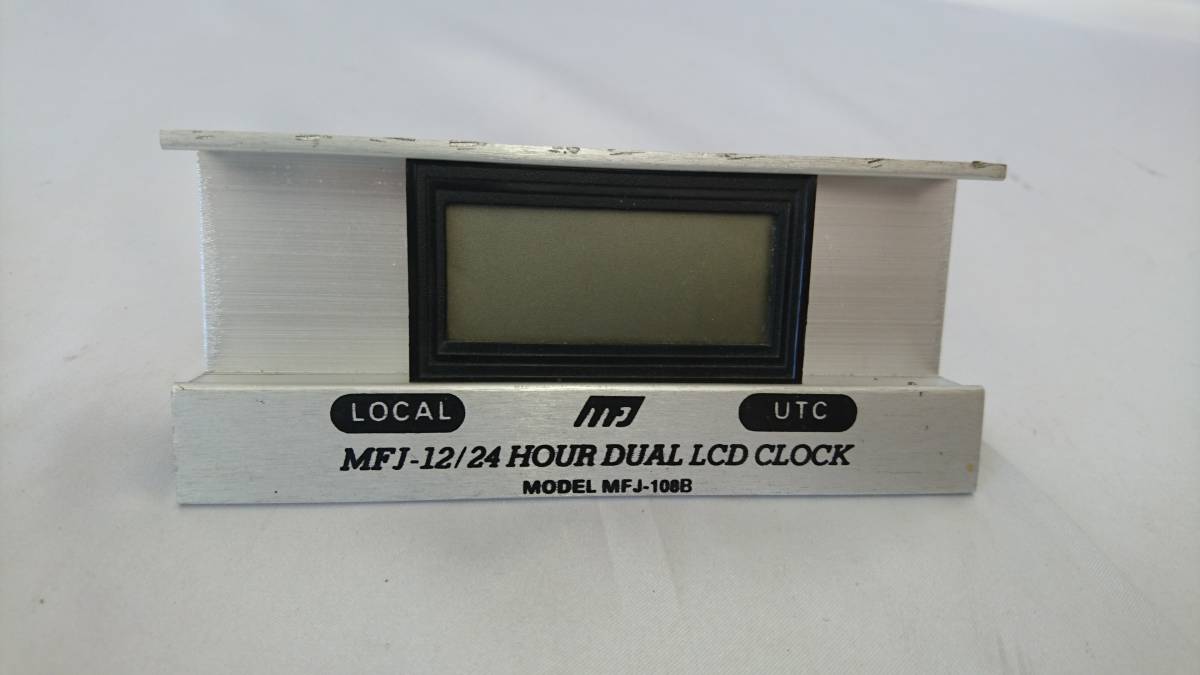 LOCAL MFJ UTC
MFJ-12/24 HOUR DUAL LCD CLOCK
MODEL MFJ-108B